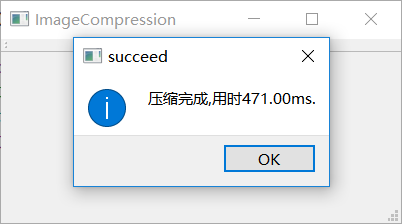 ImageCompression
succeed
压缩完成,用时471.00ms.
OK